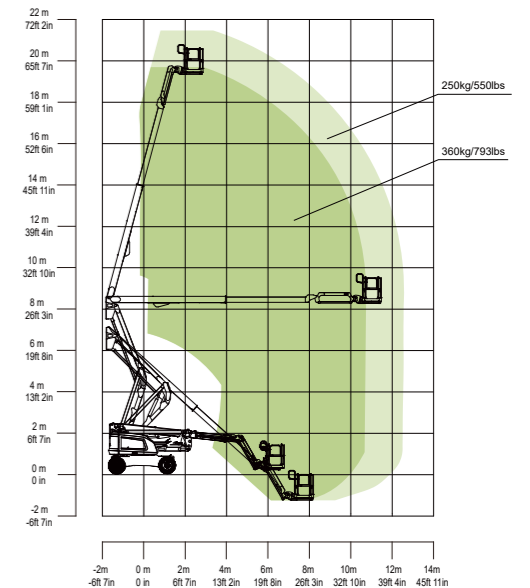 22 m
72ft 2in
20 m
65ft 7in
18 m
59ft 1in
16 m
52ft 6in
14 m
45ft 11in
12 m
39ft 4in
10 m
32ft 10in
8 m
26ft 3in
6 m
19ft 8in
4 m
13ft 2in
2 m
6ft 7in
0 m
0 in
-2 m
-6ft 7in
250kg/550lbs
360kg/793lbs
-2m 0 m 2m 4m 6m 8m 10m 12m 14m
-6ft 7in 0 in 6ft 7in 13ft 2in 19ft 8in 26ft 3in 32ft 10in 39ft 4in 45ft 11in